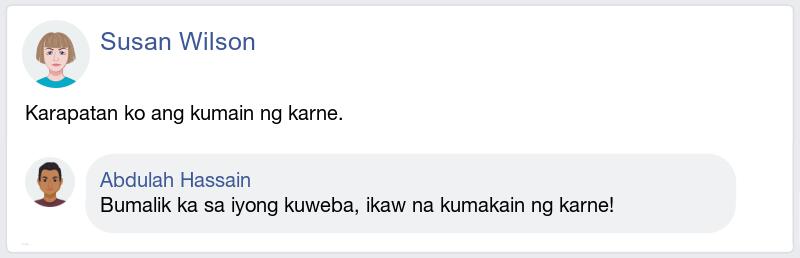 Susan Wilson
Karapatan ko ang kumain ng karne.
Abdulah Hassain
Bumalik ka sa iyong kuweba, ikaw na kumakain ng karne!